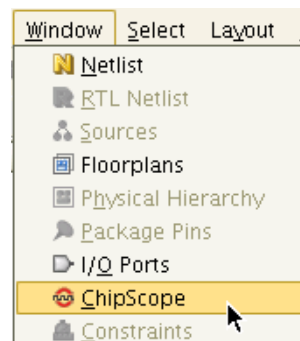 Window Select Layout
Netlist
RTL Netlist
Sources
Floorplans
Physical Hierarchy
Package Pins
I/O Ports
ChipScope
Constraints